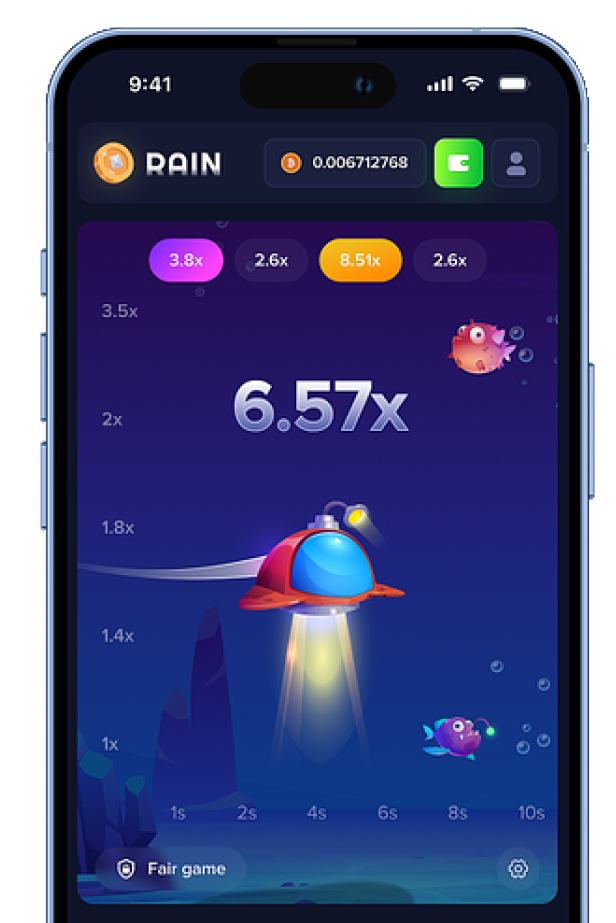 9:41
RAIN
0.006712768
3.8x 2.6x 8.51x 2.6x
3.5x
6.57x
2x
1.8x
1.4x
1x
1s 2s 4s 6s 8s 10s
Fair game